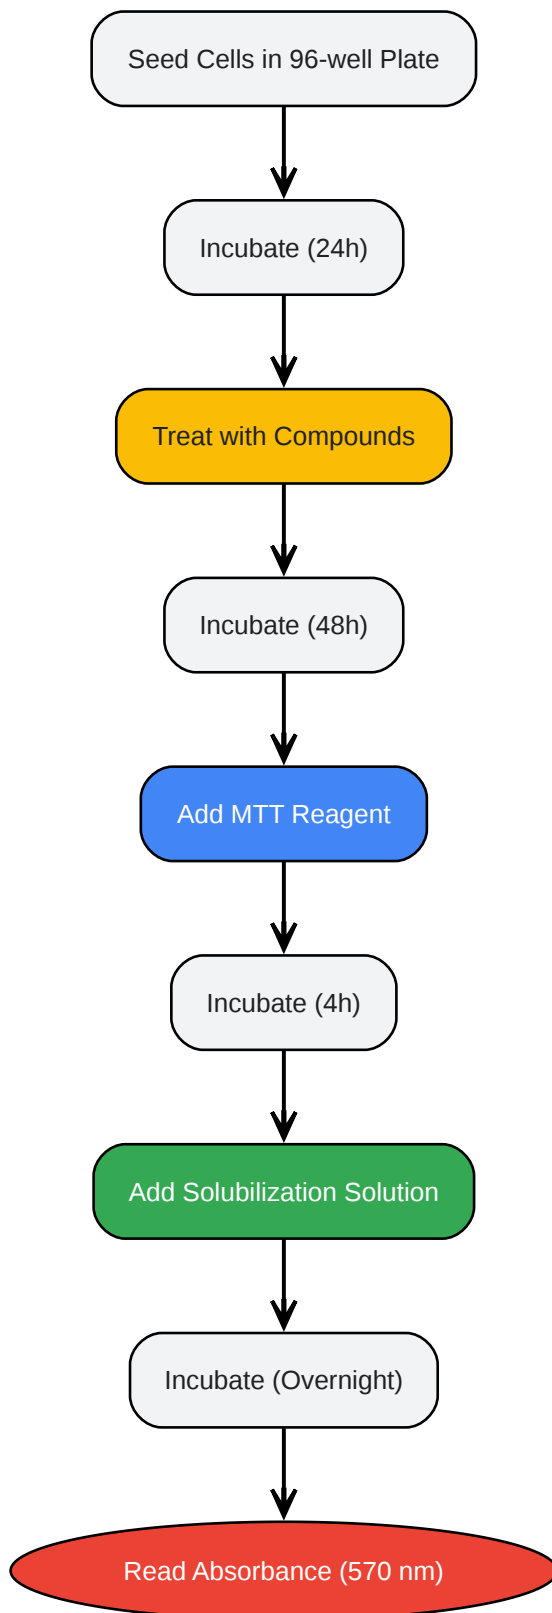 Seed Cells in 96-well Plate
Incubate (24h)
Treat with Compounds
Incubate (48h)
Add MTT Reagent
Incubate (4h)
Add Solubilization Solution
Incubate (Overnight)
Read Absorbance (570 nm)